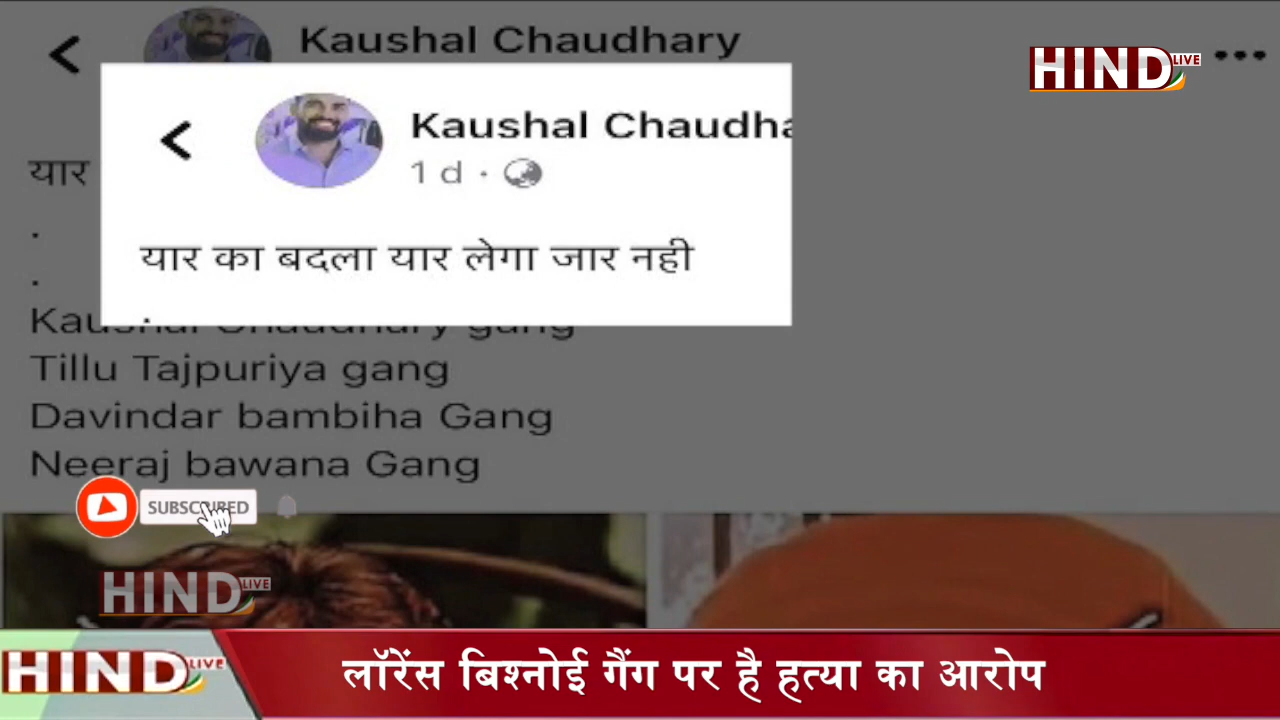 Kaushal Chaudhary
HIND LIVE
Kaushal Chaudha
1 d
यार
यार का बदला यार लेगा जार नही
.
.
.
Kaushal Chaudhary gang
Tillu Tajpuriya gang
Davindar bambiha Gang
Neeraj bawana Gang
SUBSCRIBED
HIND LIVE
HIND LIVE
लॉरेंस बिश्नोई गैंग पर है हत्या का आरोप